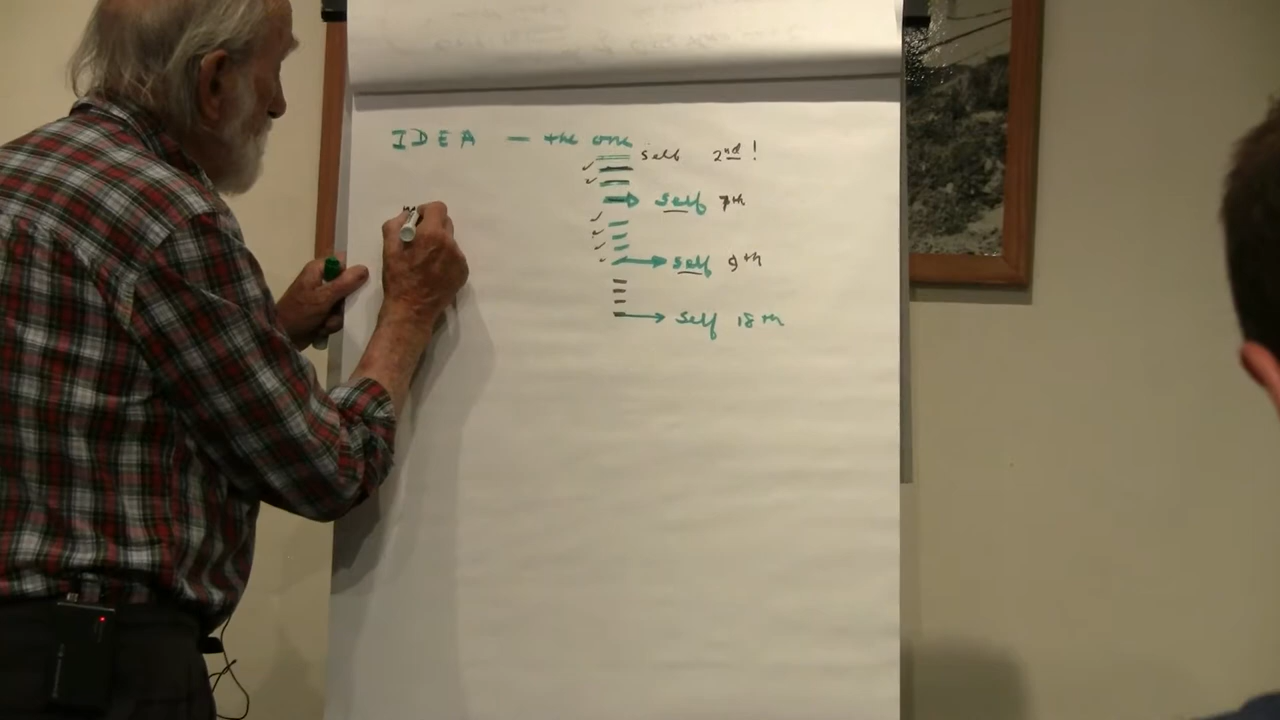 IDEA — the one
self 2nd !
self 7th
self 9th
self 18th